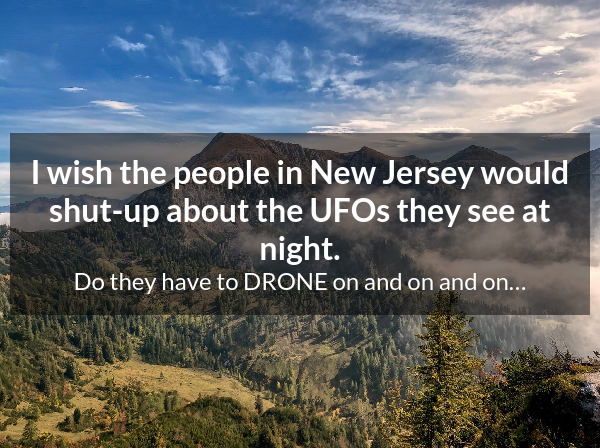 I wish the people in New Jersey would
shut-up about the UFOs they see at
night.
Do they have to DRONE on and on and on...